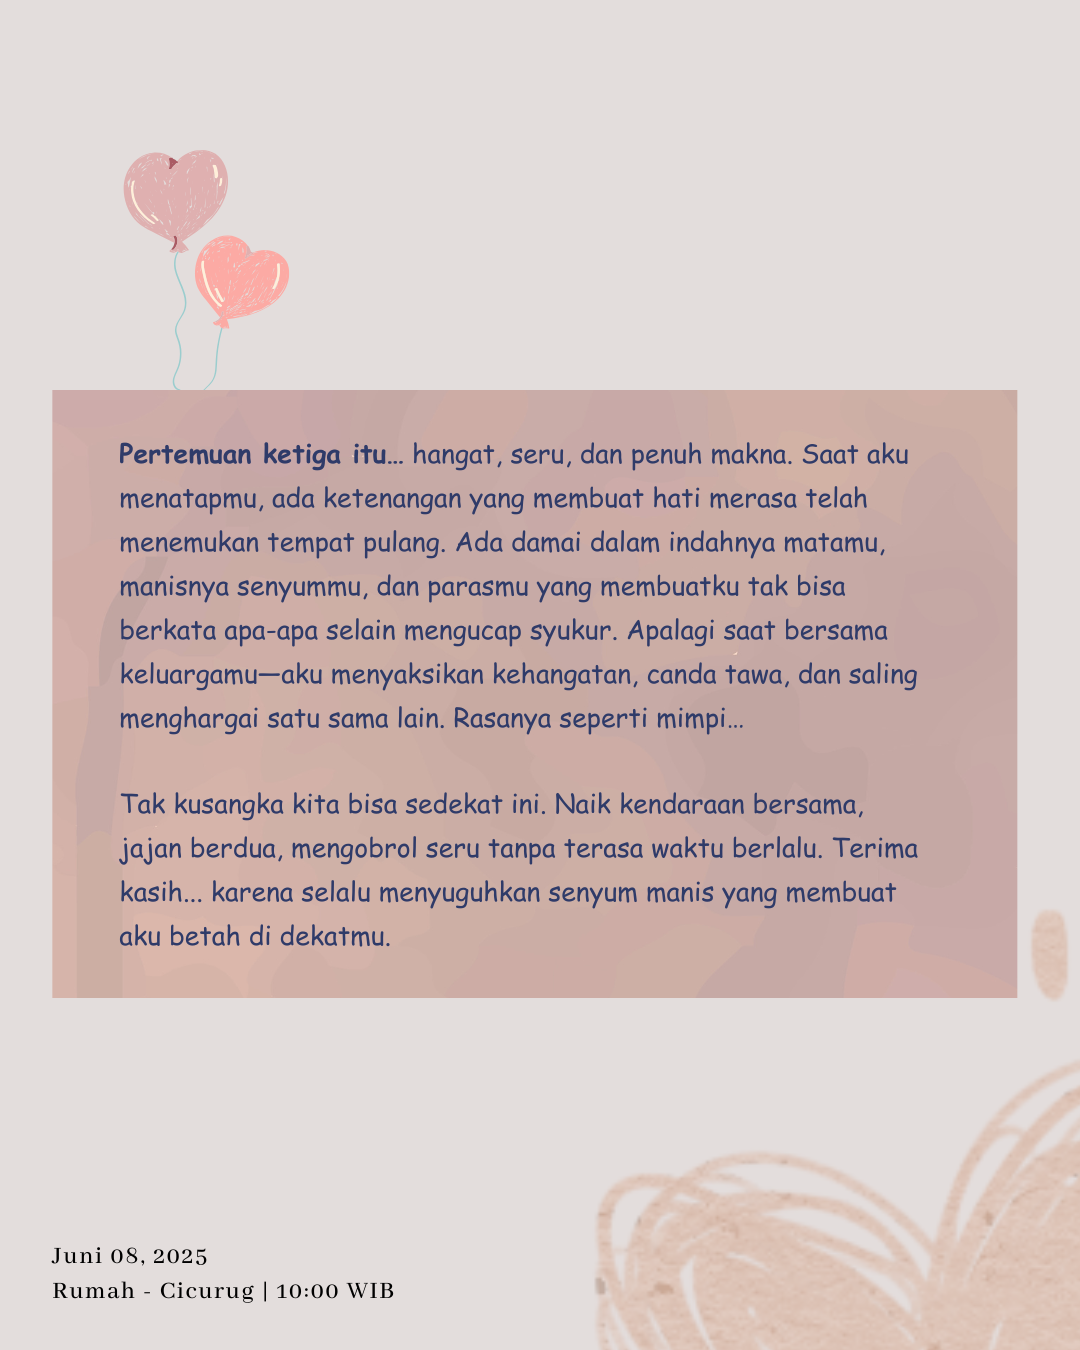 Pertemuan ketiga itu... hangat, seru, dan penuh makna. Saat aku
menatapmu, ada ketenangan yang membuat hati merasa telah
menemukan tempat pulang. Ada damai dalam indahnya matamu,
manisnya senyummu, dan parasmu yang membuatku tak bisa
berkata apa-apa selain mengucap syukur. Apalagi saat bersama
keluargamu—aku menyaksikan kehangatan, canda tawa, dan saling
menghargai satu sama lain. Rasanya seperti mimpi...
Tak kusangka kita bisa sedekat ini. Naik kendaraan bersama,
jajan berdua, mengobrol seru tanpa terasa waktu berlalu. Terima
kasih... karena selalu menyuguhkan senyum manis yang membuat
aku betah di dekatmu.
Juni 08, 2025
Rumah - Cicurug | 10:00 WIB